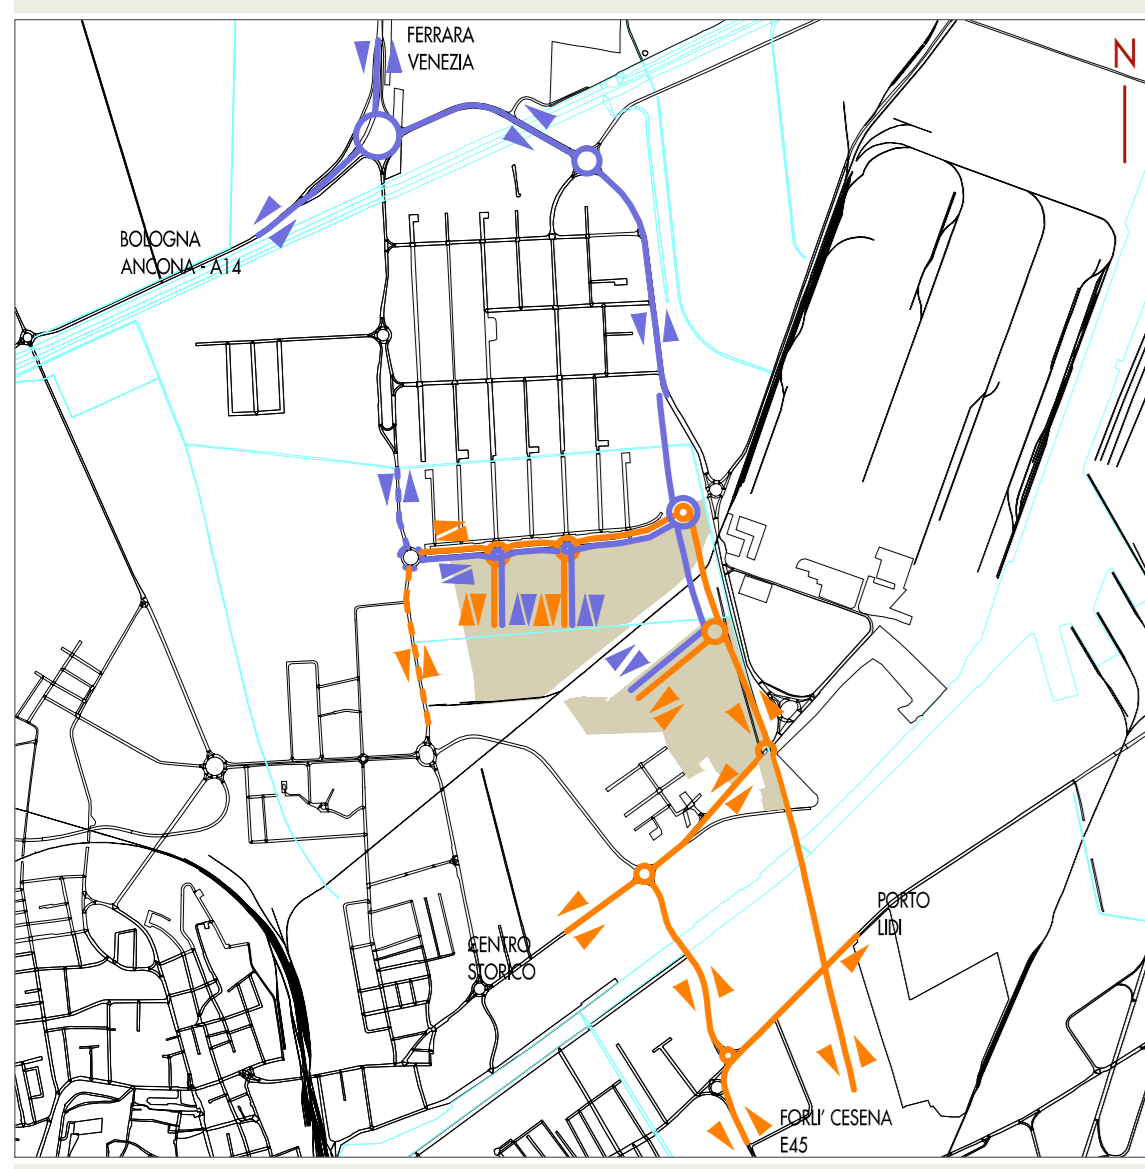 FERRARA
VENEZIA
N
BOLOGNA
ANCONA - A14
PORTO
LIDI
CENTRO
STORICO
FORLI' CESENA
E45